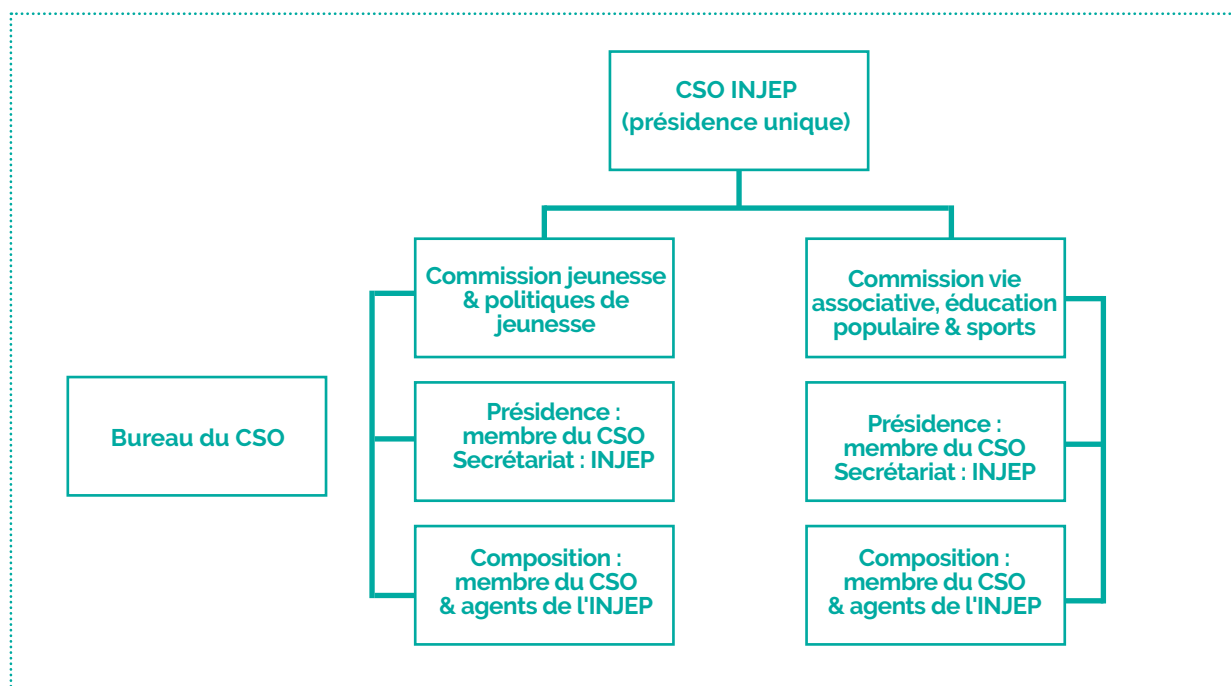 CSO INJEP
(présidence unique)
Commission jeunesse
& politiques de
jeunesse
Commission vie
associative, éducation
populaire & sports
Bureau du CSO
Présidence :
membre du CSO
Secrétariat : INJEP
Présidence :
membre du CSO
Secrétariat : INJEP
Composition :
membre du CSO
& agents de l'INJEP
Composition :
membre du CSO
& agents de l'INJEP